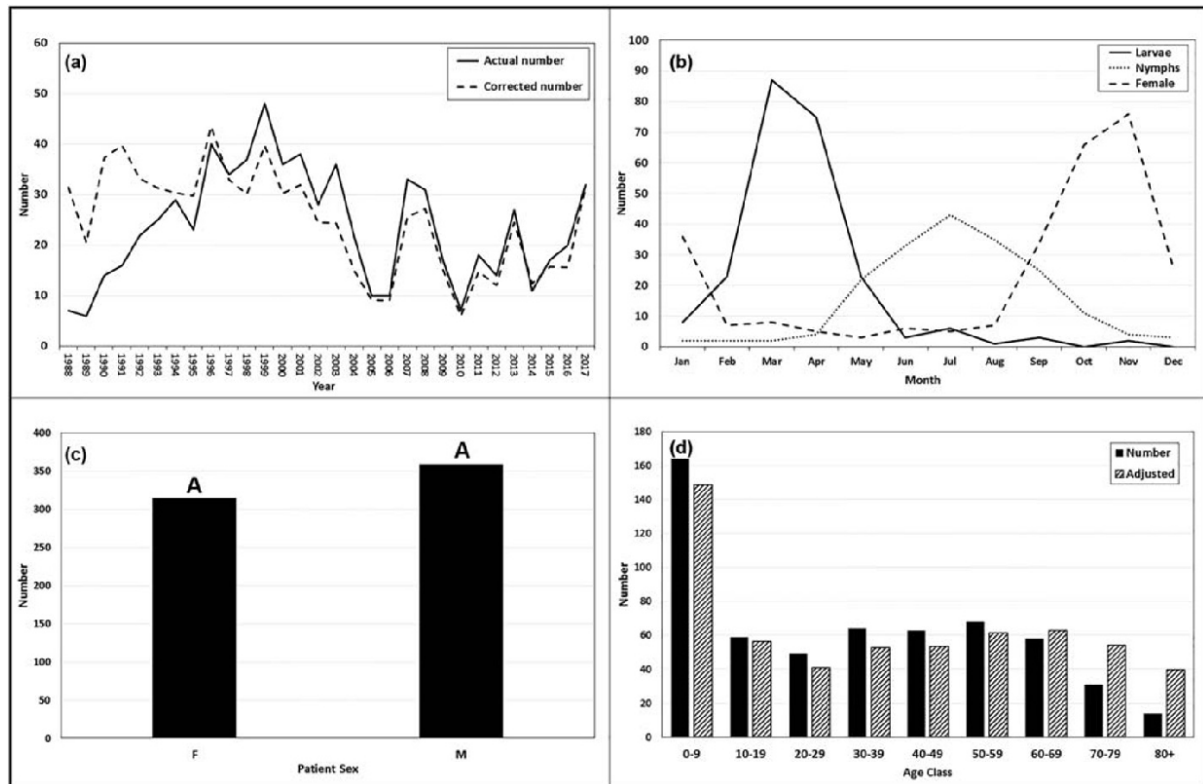 (a)
Actual number
Corrected number
60
50
40
30
20
10
0
Number
1988 1989 1990 1991 1992 1993 1994 1995 1996 1997 1998 1999 2000 2001 2002 2003 2004 2005 2006 2007 2008 2009 2010 2011 2012 2013 2014 2015 2016 2017
Year
(b)
Larvae
Nymphs
Female
100
90
80
70
60
50
40
30
20
10
0
Number
Jan Feb Mar Apr May Jun Jul Aug Sep Oct Nov Dec
Month
(c)
A
A
400
350
300
250
200
150
100
50
0
Number
F M
Patient Sex
(d)
Number
Adjusted
180
160
140
120
100
80
60
40
20
0
Number
0-9 10-19 20-29 30-39 40-49 50-59 60-69 70-79 80+
Age Class